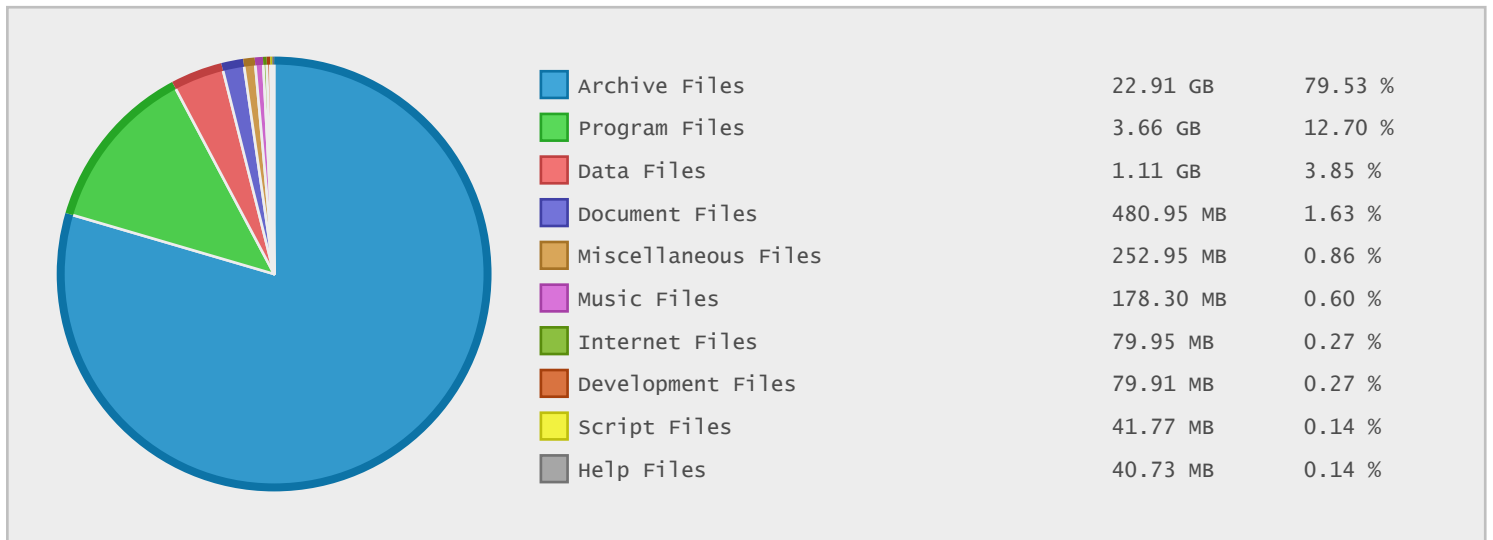 Archive Files 22.91 GB 79.53 %
Program Files 3.66 GB 12.70 %
Data Files 1.11 GB 3.85 %
Document Files 480.95 MB 1.63 %
Miscellaneous Files 252.95 MB 0.86 %
Music Files 178.30 MB 0.60 %
Internet Files 79.95 MB 0.27 %
Development Files 79.91 MB 0.27 %
Script Files 41.77 MB 0.14 %
Help Files 40.73 MB 0.14 %